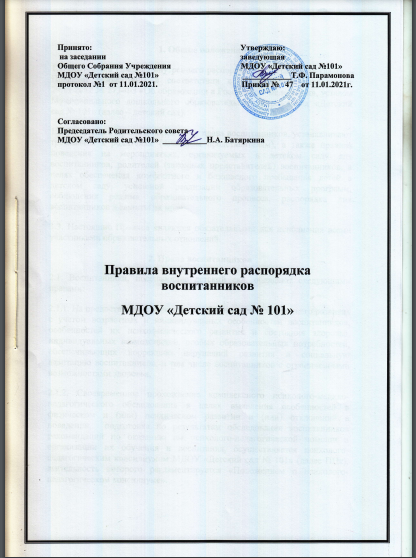 Принято:
на заседании
Общего Собрания Учреждения
МДОУ «Детский сад №101»
протокол №1 от 11.01.2021.
Утверждаю:
заведующая
МДОУ «Детский сад №101»
Т.Ф. Парамонова
Приказ № 47 от 11.01.2021г.
Согласовано:
Председатель Родительского совета
МДОУ «Детский сад №101» Н.А. Батяркина
Правила внутреннего распорядка
воспитанников
МДОУ «Детский сад № 101»